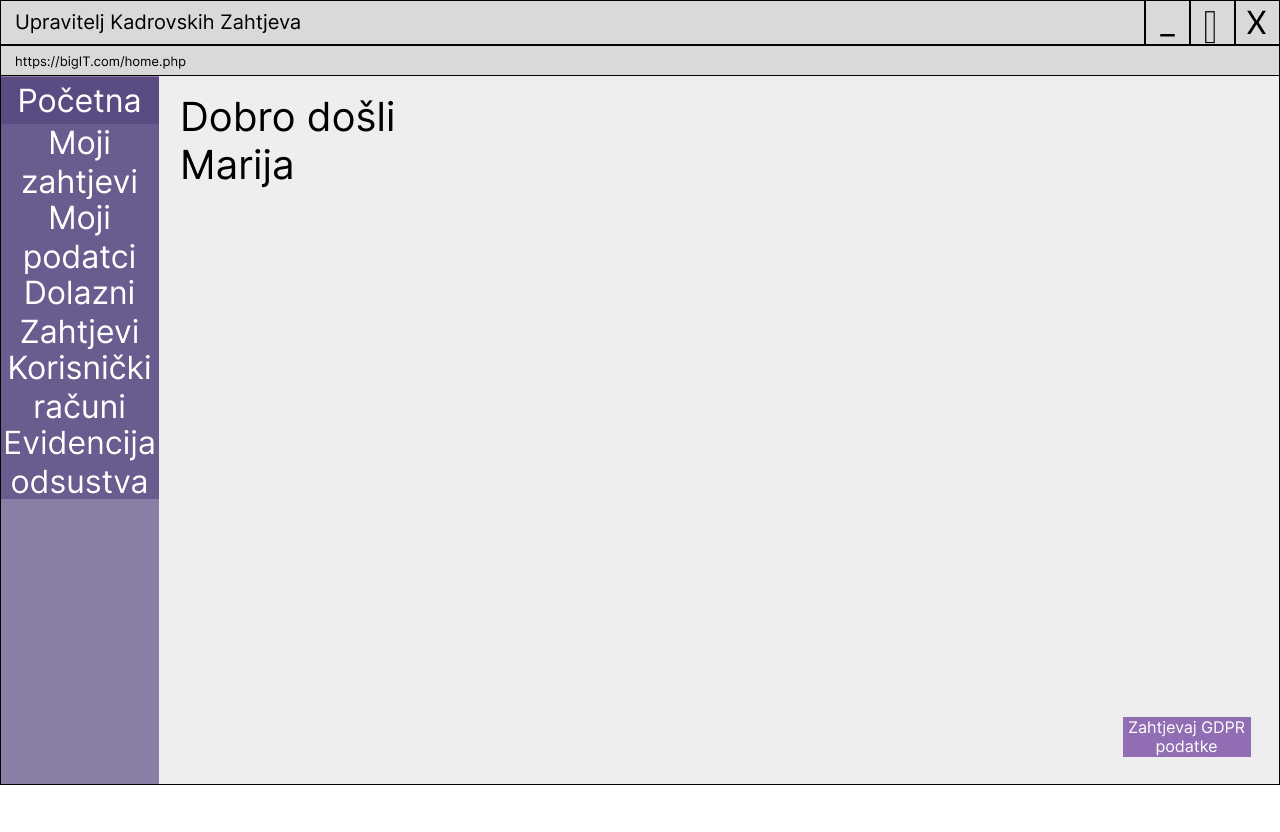 Upravitelj Kadrovskih Zahtjeva
_
X
https://bigIT.com/home.php
Početna
Moji
zahtjevi
Moji
podatci
Dolazni
Zahtjevi
Korisnički
računi
Evidencija
odsustva
Dobro došli
Marija
Zahtjevaj GDPR
podatke